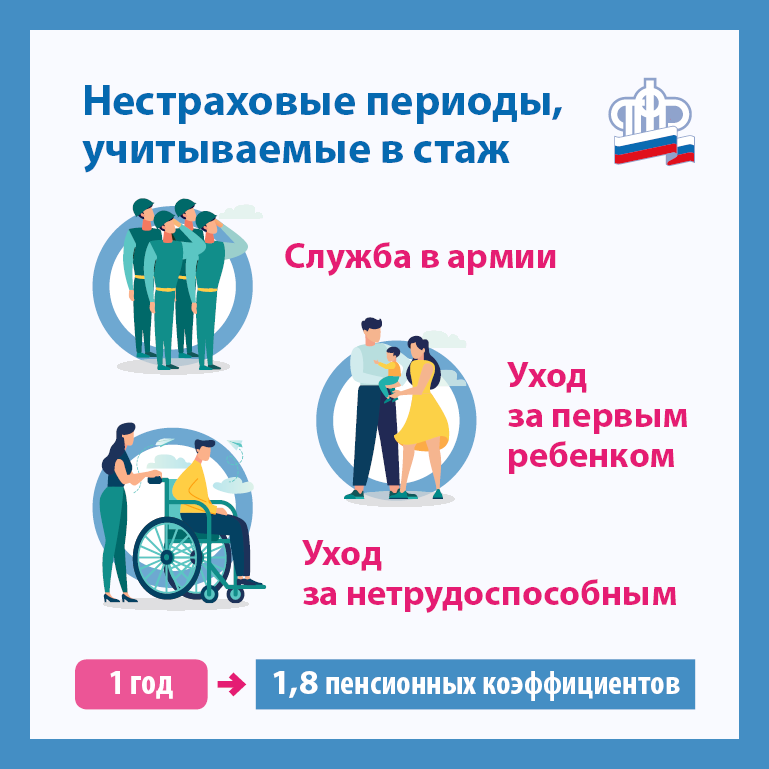 Нестраховые периоды,
учитываемые в стаж
Служба в армии
Уход
за первым
ребенком
Уход
за нетрудоспособным
1 год
1,8 пенсионных коэффициентов